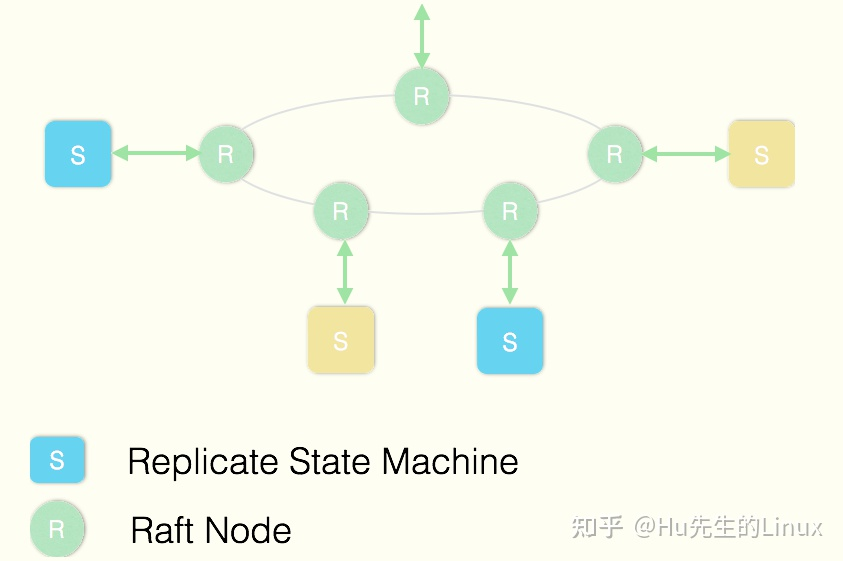 R
S
R
R
S
R
R
S
S
S
Replicate State Machine
R
Raft Node
知乎 @Hu先生的Linux